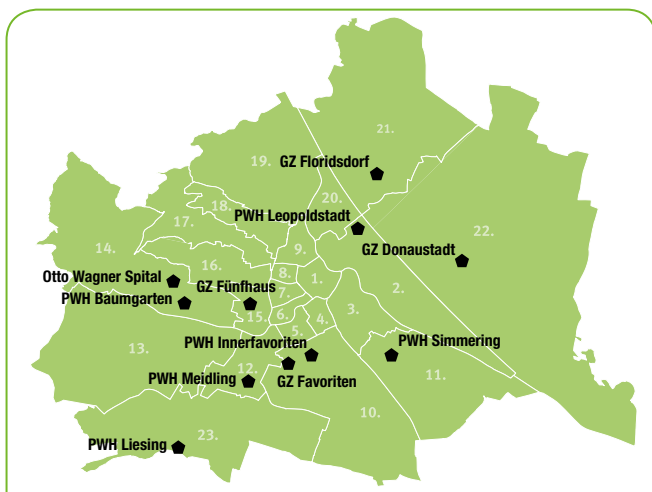 21.
19.
GZ Floridsdorf
20.
18.
PWH Leopoldstadt
17.
22.
14.
9.
GZ Donaustadt
16.
Otto Wagner Spital
8.
1.
GZ Fünfhaus
2.
PWH Baumgarten
7.
3.
15.
6.
4.
5.
PWH Innerfavoriten
PWH Simmering
13.
12.
11.
PWH Meidling
GZ Favoriten
10.
23.
PWH Liesing